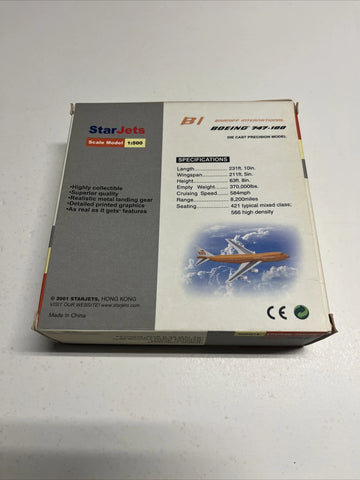 StarJets
Scale Model 1:500
•Highly collectible
•Superior quality
•Realistic metal landing gear
•Detailed printed graphics
•As real as it gets® features
© 2001 STARJETS, HONG KONG
VISIT OUR WEBSITE! www.starjets.com
Made in China
BI BRANIFF INTERNATIONAL
BOEING® 747-100
DIE CAST PRECISION MODEL
SPECIFICATIONS
Length 231ft. 10in.
Wingspan 211ft. 5in.
Height 63ft. 8in.
Empty Weight 370,000lbs.
Cruising Speed 584mph
Range 8,200miles
Seating 421 typical mixed class;
566 high density
CE